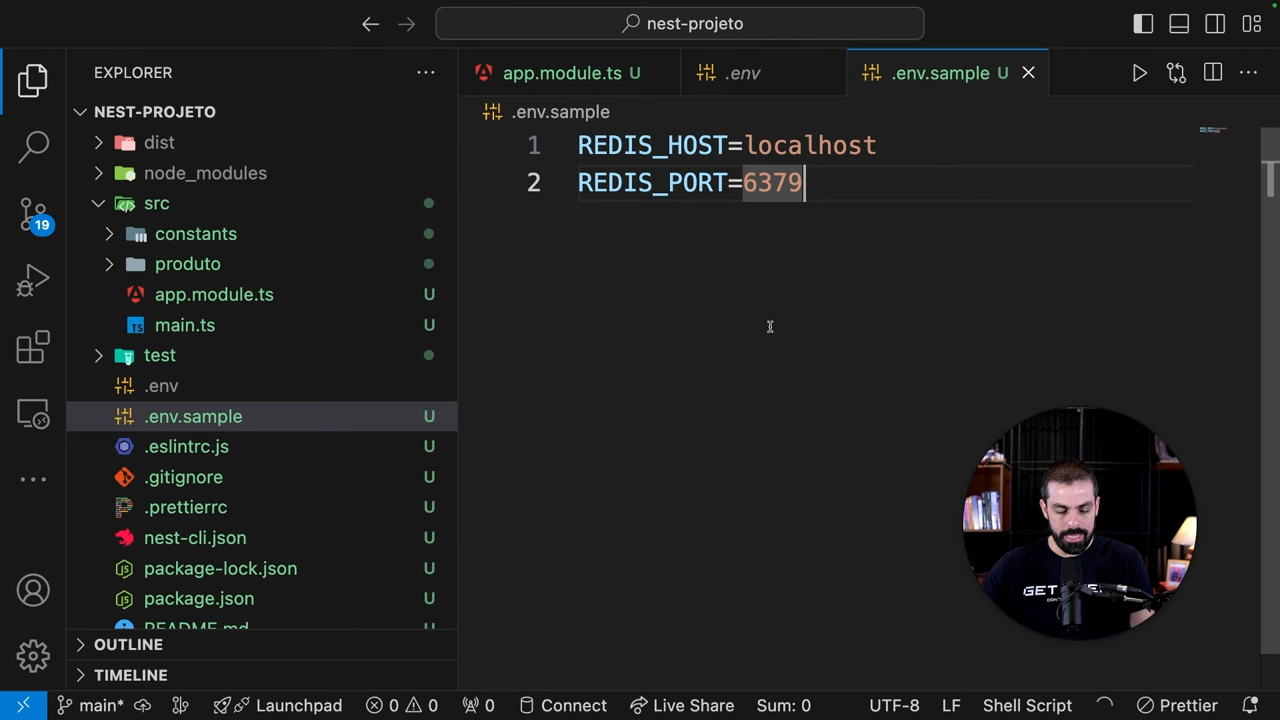 nest-projeto
EXPLORER
NEST-PROJETO
dist
node_modules
src
constants
produto
app.module.ts U
main.ts U
test
.env
.env.sample U
.eslintrc.js U
.gitignore U
.prettierrc U
nest-cli.json U
package-lock.json U
package.json U
README.md U
OUTLINE
TIMELINE
19
app.module.ts U
.env
.env.sample U
.env.sample
1 REDIS_HOST=localhost
2 REDIS_PORT=6379
main* Launchpad 0 0 0 Connect Live Share Sum: 0 UTF-8 LF Shell Script Prettier